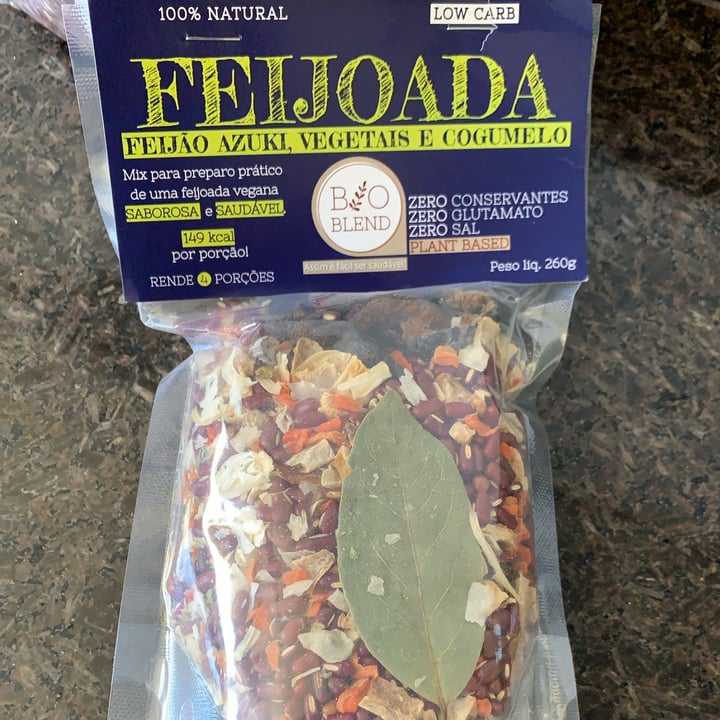 100% NATURAL
LOW CARB
FEIJOADA
FEIJÃO AZUKI, VEGETAIS E COGUMELO
Mix para preparo prático
de uma feijoada vegana
SABOROSA e SAUDÁVEL
149 kcal
por porção!
RENDE 4 PORÇÕES
BIO
BLEND
Assim é fácil ser saudável
ZERO CONSERVANTES
ZERO GLUTAMATO
ZERO SAL
PLANT BASED
Peso liq. 260g